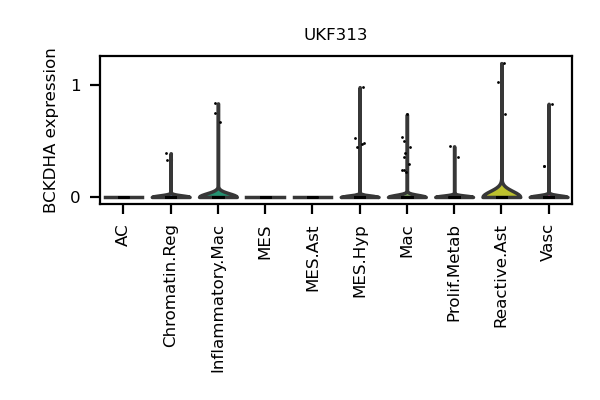 UKF313
BCKDHA expression
1
0
AC
Chromatin.Reg
Inflammatory.Mac
MES
MES.Ast
MES.Hyp
Mac
Prolif.Metab
Reactive.Ast
Vasc